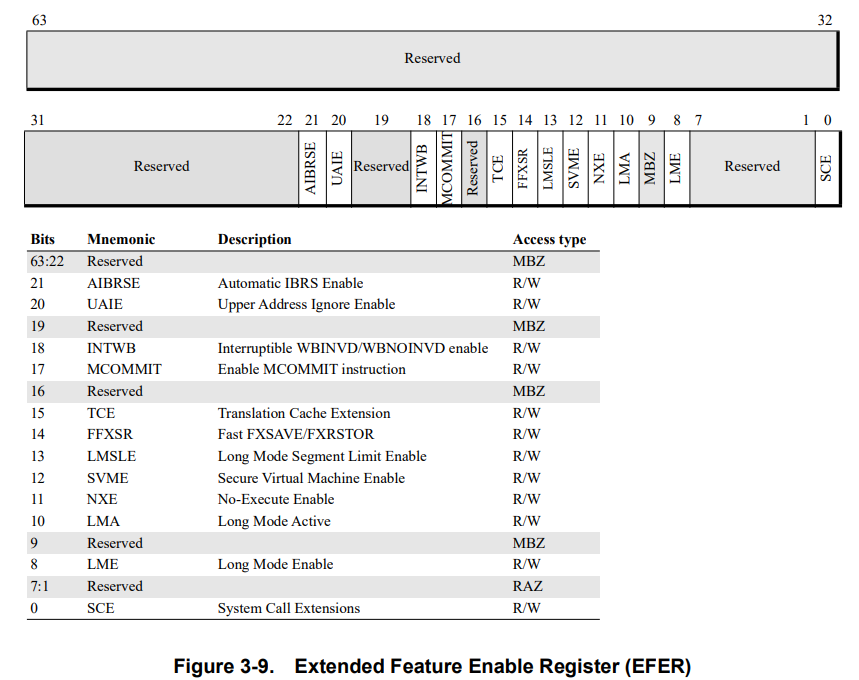 63 32
Reserved
31 22 21 20 19 18 17 16 15 14 13 12 11 10 9 8 7 1 0
Reserved AIBRSE UAIE Reserved INTWB MCOMMIT Reserved TCE FFXSR LMSLE SVME NXE LMA MBZ LME Reserved SCE
Bits Mnemonic Description Access type
63:22 Reserved MBZ
21 AIBRSE Automatic IBRS Enable R/W
20 UAIE Upper Address Ignore Enable R/W
19 Reserved MBZ
18 INTWB Interruptible WBINVD/WBNOINVD enable R/W
17 MCOMMIT Enable MCOMMIT instruction R/W
16 Reserved MBZ
15 TCE Translation Cache Extension R/W
14 FFXSR Fast FXSAVE/FXRSTOR R/W
13 LMSLE Long Mode Segment Limit Enable R/W
12 SVME Secure Virtual Machine Enable R/W
11 NXE No-Execute Enable R/W
10 LMA Long Mode Active R/W
9 Reserved MBZ
8 LME Long Mode Enable R/W
7:1 Reserved RAZ
0 SCE System Call Extensions R/W
Figure 3-9. Extended Feature Enable Register (EFER)